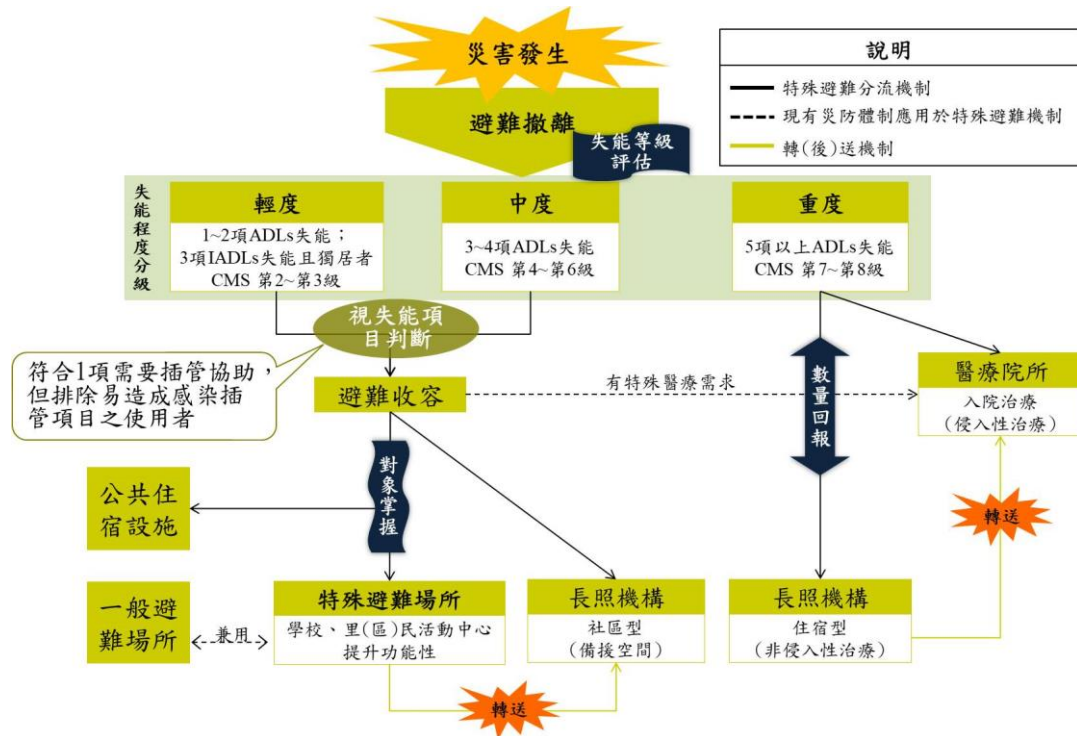 災害發生
避難撤離
失能等級
評估
說明
特殊避難分流機制
現有災防體制應用於特殊避難機制
轉(後)送機制
失能程度分級
輕度
1~2項ADLs失能；
3項IADLs失能且獨居者
CMS 第2~第3級
中度
3~4項ADLs失能
CMS 第4~第6級
重度
5項以上ADLs失能
CMS 第7~第8級
視失能項
目判斷
符合1項需要插管協助，
但排除易造成感染插
管項目之使用者
避難收容
有特殊醫療需求
數量回報
醫療院所
入院治療
(侵入性治療)
對象掌握
公共住
宿設施
轉送
一般避
難場所
兼用
特殊避難場所
學校、里(區)民活動中心
提升功能性
長照機構
社區型
(備援空間)
長照機構
住宿型
(非侵入性治療)
轉送